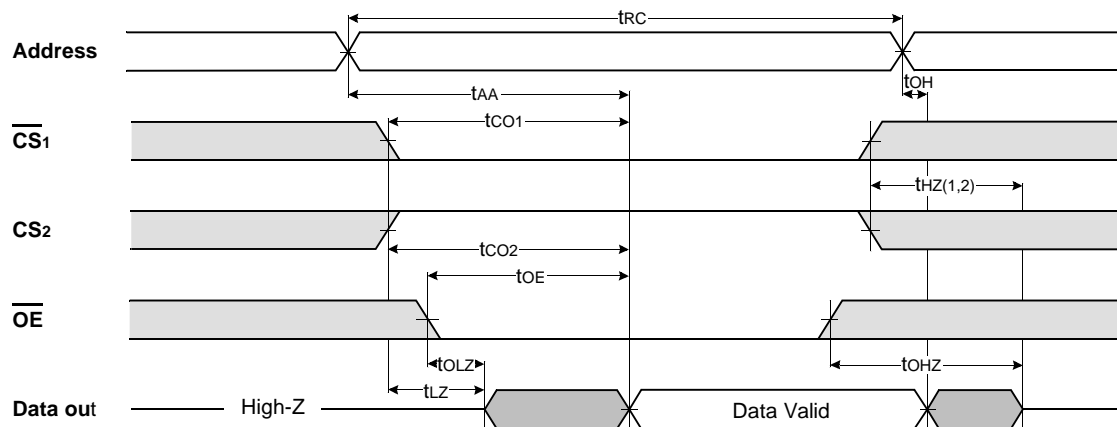 tRC
Address
tOH
tAA
tCO1
CS1
tHZ(1,2)
CS2
tCO2
tOE
OE
tOLZ
tOHZ
tLZ
Data out
High-Z
Data Valid